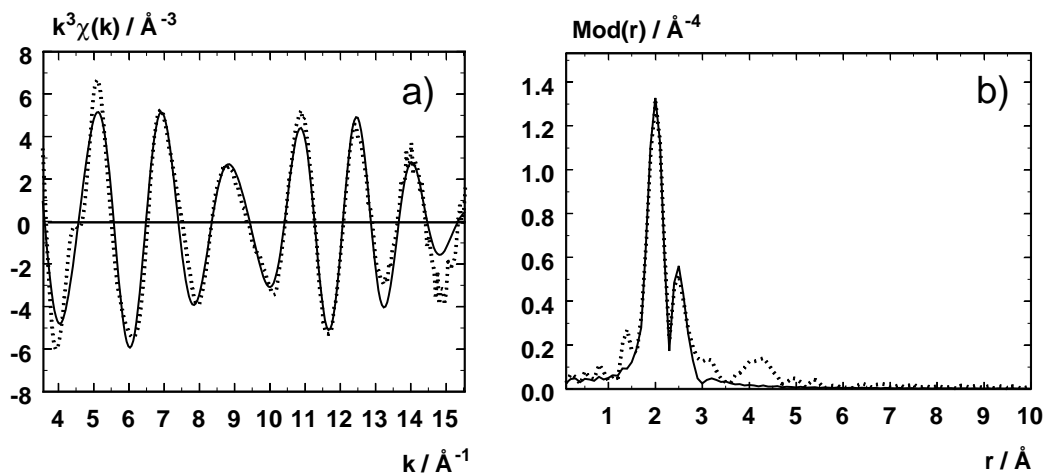 k³χ(k) / Å⁻³
8
6
4
2
0
-2
-4
-6
-8
a)
4 5 6 7 8 9 10 11 12 13 14 15
k / Å⁻¹
Mod(r) / Å⁻⁴
1.4
1.2
1.0
0.8
0.6
0.4
0.2
0.0
b)
1 2 3 4 5 6 7 8 9 10
r / Å